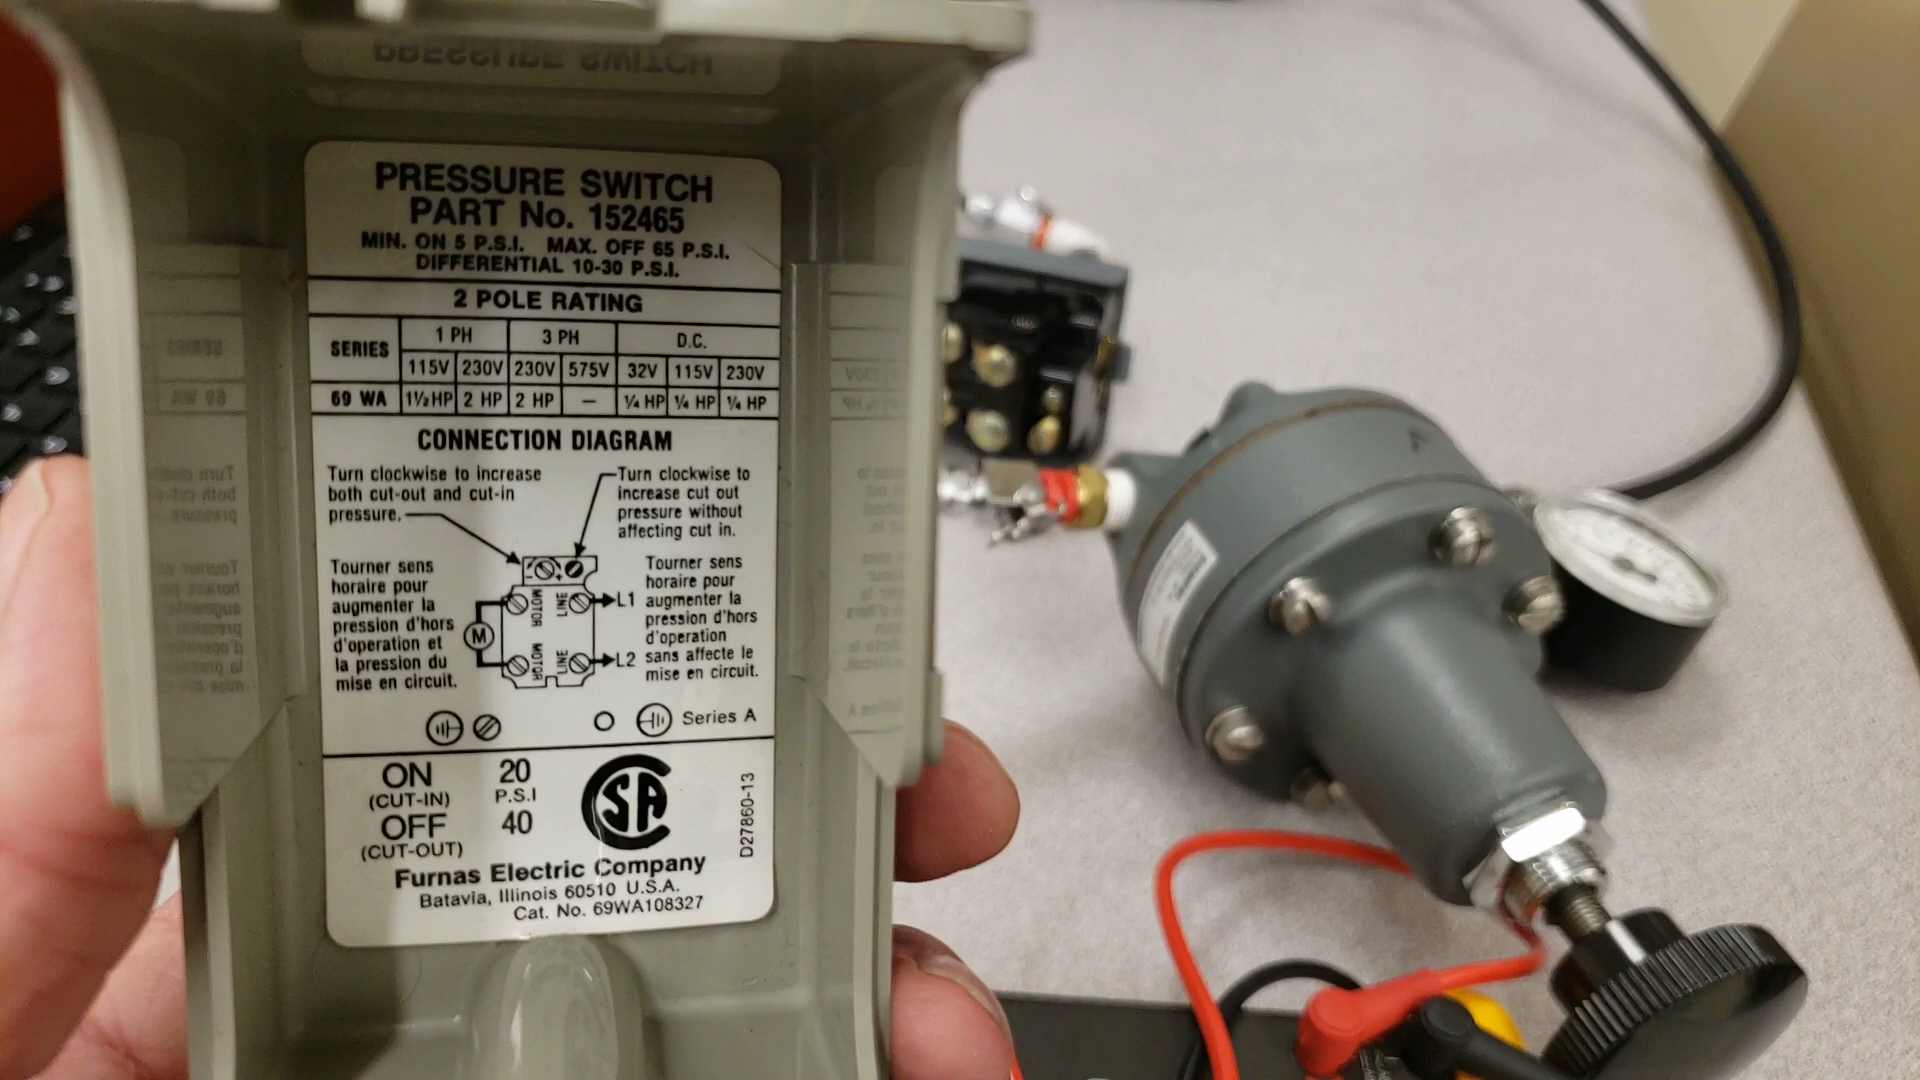 PRESSURE SWITCH
PART No. 152465
MIN. ON 5 P.S.I. MAX. OFF 65 P.S.I.
DIFFERENTIAL 10-30 P.S.I.
2 POLE RATING
SERIES 1 PH 3 PH D.C.
115V 230V 230V 575V 32V 115V 230V
69 WA 1½ HP 2 HP 2 HP — ¼ HP ¼ HP ¼ HP
CONNECTION DIAGRAM
Turn clockwise to increase
both cut-out and cut-in
pressure.
Turn clockwise to
increase cut out
pressure without
affecting cut in.
Tourner sens
horaire pour
augmenter la
pression d'hors
d'operation et
la pression du
mise en circuit.
- +
MOTOR LINE L1
M
MOTOR LINE L2
Tourner sens
horaire pour
augmenter la
pression d'hors
d'operation
sans affecte le
mise en circuit.
Series A
ON 20
(CUT-IN) P.S.I
OFF 40
(CUT-OUT)
CSA
D27860-13
Furnas Electric Company
Batavia, Illinois 60510 U.S.A.
Cat. No. 69WA108327